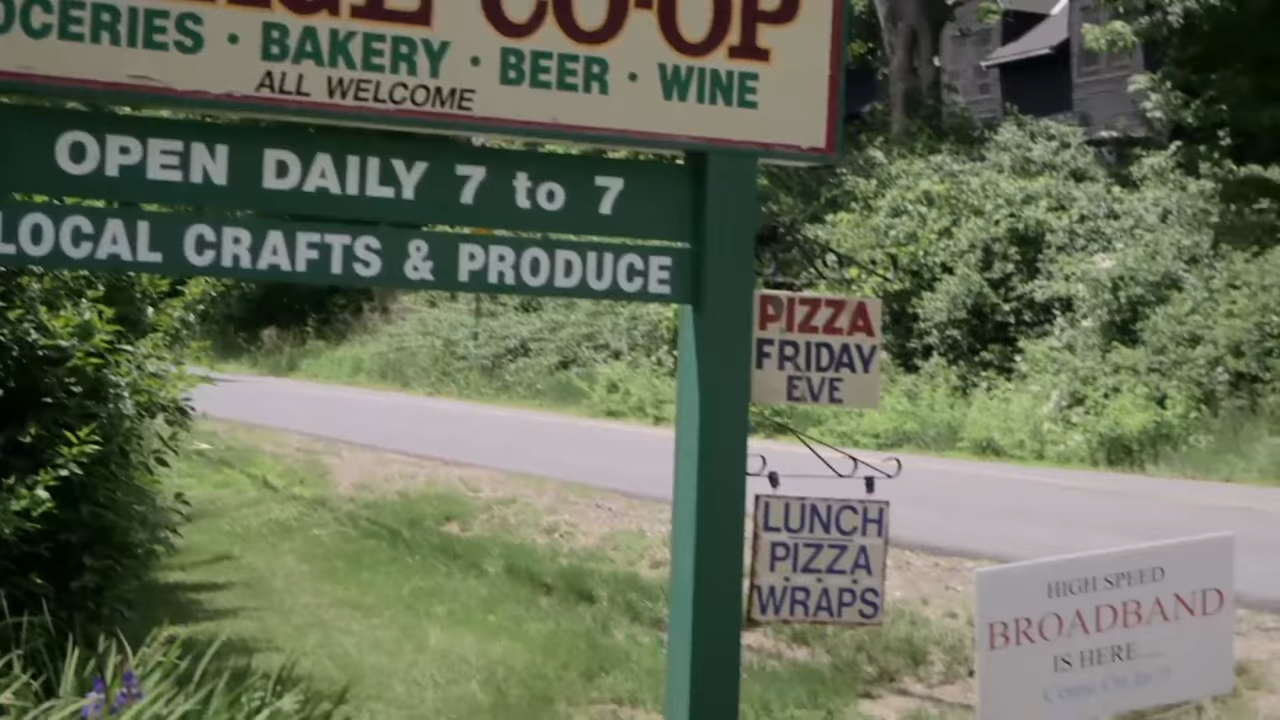 CO-OP
BAKERY · BEER · WINE
ALL WELCOME
OPEN DAILY 7 to 7
LOCAL CRAFTS & PRODUCE
PIZZA
FRIDAY
EVE
LUNCH
PIZZA
WRAPS
HIGH SPEED
BROADBAND
IS HERE